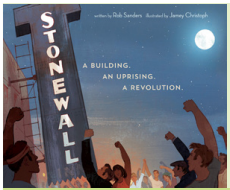 written by Rob Sanders illustrated by Jamey Christoph
STONEWALL
A BUILDING.
AN UPRISING.
A REVOLUTION.